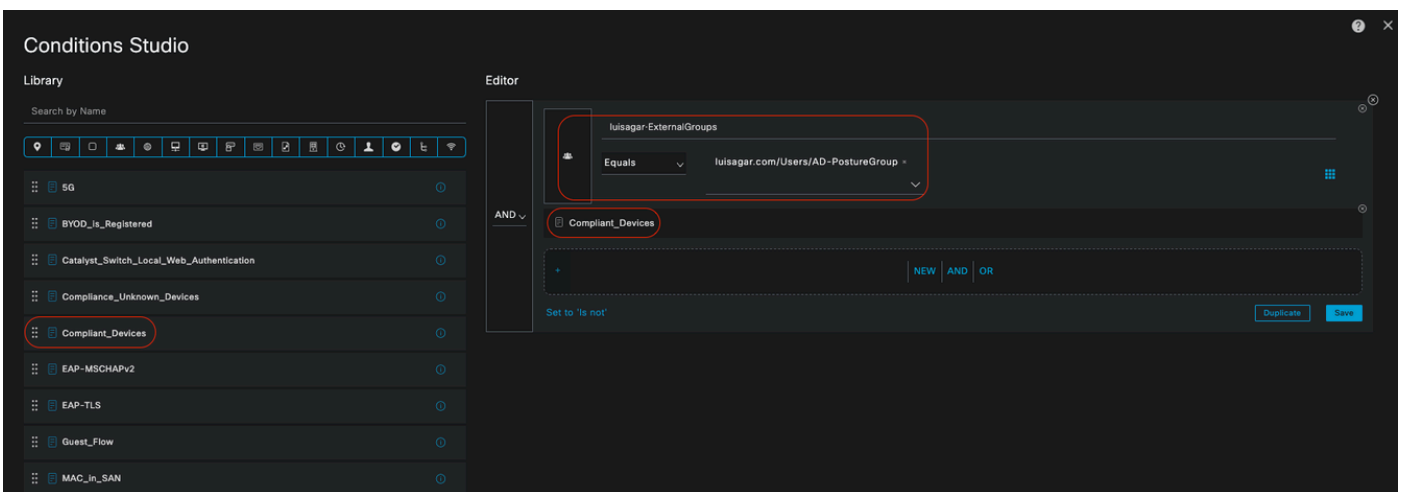 Conditions Studio
Library
Search by Name
5G
BYOD_is_Registered
Catalyst_Switch_Local_Web_Authentication
Compliance_Unknown_Devices
Compliant_Devices
EAP-MSCHAPv2
EAP-TLS
Guest_Flow
MAC_in_SAN
Editor
AND
luisagar-ExternalGroups
Equals
luisagar.com/Users/AD-PostureGroup ×
Compliant_Devices
+
NEW AND OR
Set to 'Is not'
Duplicate Save